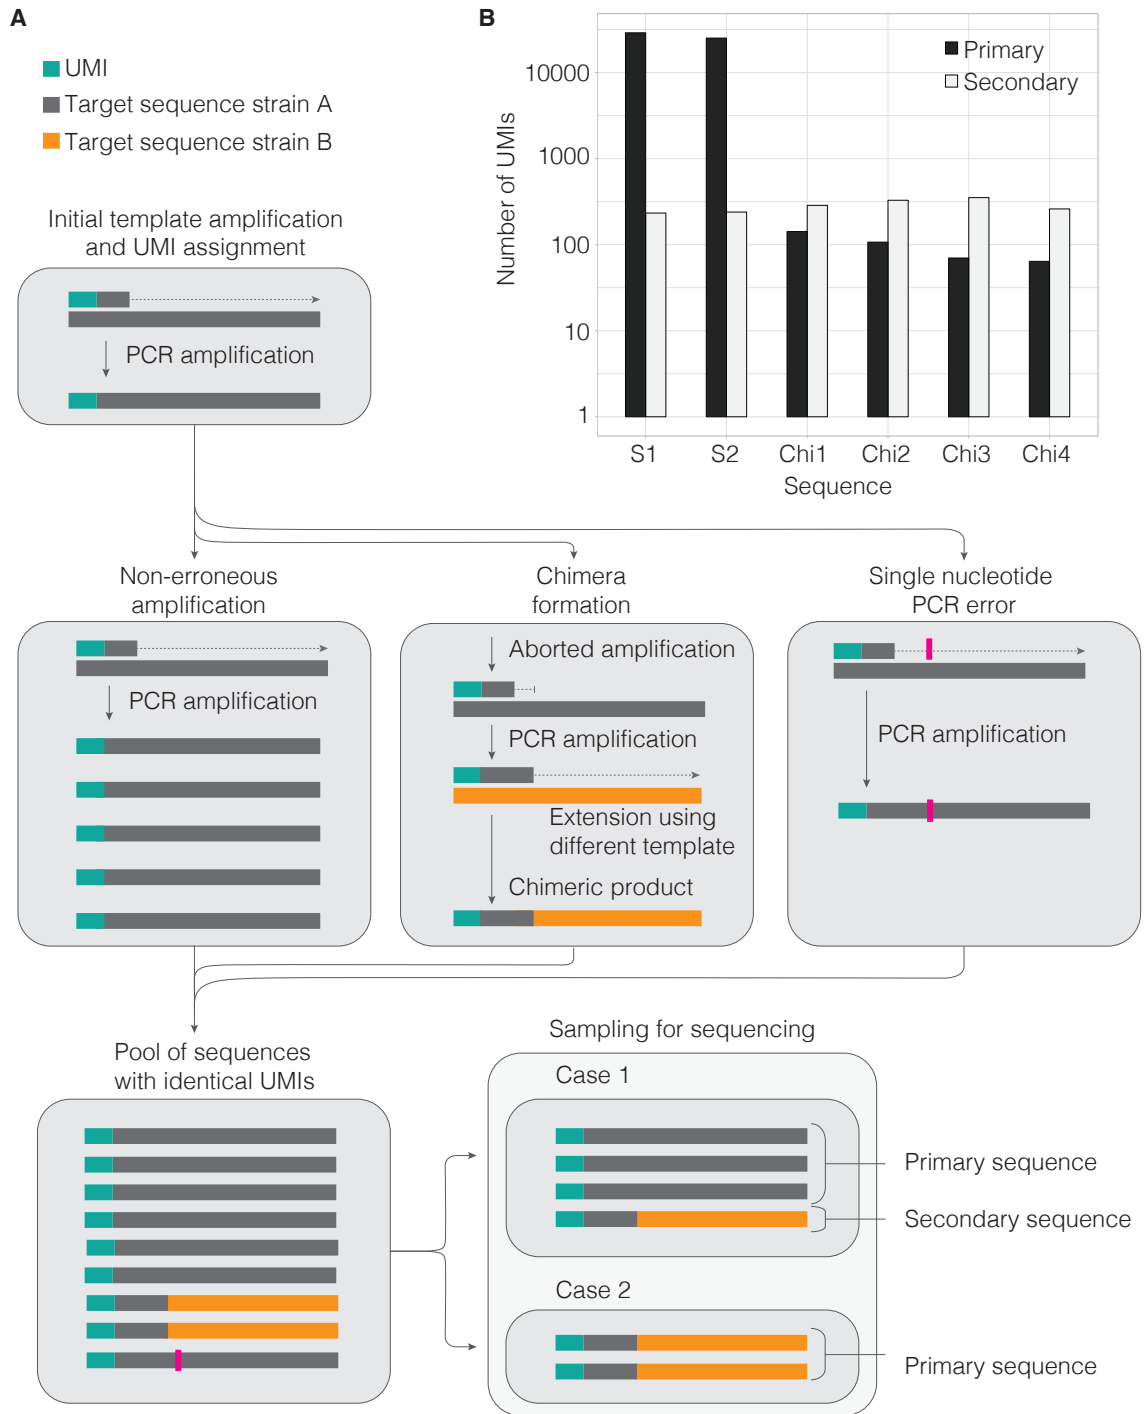 A
UMI
Target sequence strain A
Target sequence strain B
Initial template amplification
and UMI assignment
PCR amplification
B
Number of UMIs
10000
1000
100
10
1
Primary
Secondary
S1 S2 Chi1 Chi2 Chi3 Chi4
Sequence
Non-erroneous
amplification
PCR amplification
Chimera
formation
Aborted amplification
PCR amplification
Extension using
different template
Chimeric product
Single nucleotide
PCR error
PCR amplification
Pool of sequences
with identical UMIs
Sampling for sequencing
Case 1
Primary sequence
Secondary sequence
Case 2
Primary sequence